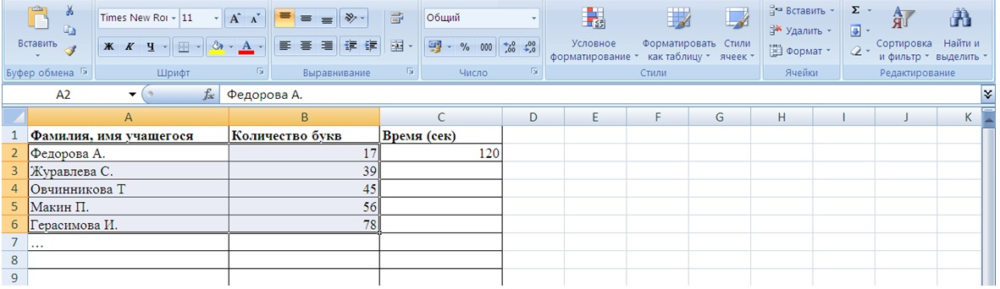 Times New Roı 11 A A Общий Σ А Я
Вставить Ж К Ч А % 000 ,0 ,00 ,00 ,0 Условное форматирование Форматировать как таблицу Стили ячеек Вставить Удалить Формат Сортировка и фильтр Найти и выделить
Буфер обмена Шрифт Выравнивание Число Стили Ячейки Редактирование
A2 fx Федорова А.
A B C D E F G H I J K
1 Фамилия, имя учащегося Количество букв Время (сек)
2 Федорова А. 17 120
3 Журавлева С. 39
4 Овчинникова Т 45
5 Макин П. 56
6 Герасимова И. 78
7 …
8
9